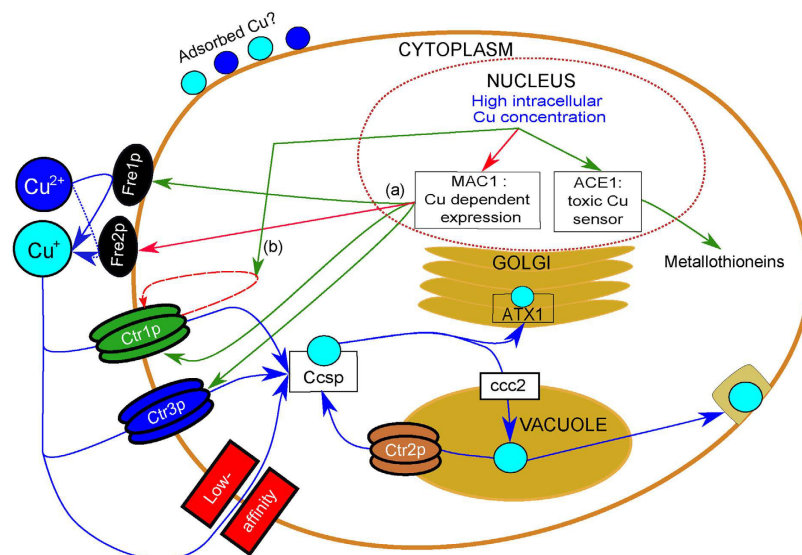 Adsorbed Cu?
CYTOPLASM
NUCLEUS
High intracellular
Cu concentration
Cu2+
Fre1p
(a)
MAC1 :
Cu dependent
expression
ACE1:
toxic Cu
sensor
Cu+
Fre2p
(b)
GOLGI
Metallothioneins
ATX1
Ctr1p
Ccsp
ccc2
Ctr3p
VACUOLE
Ctr2p
Low-
affinity